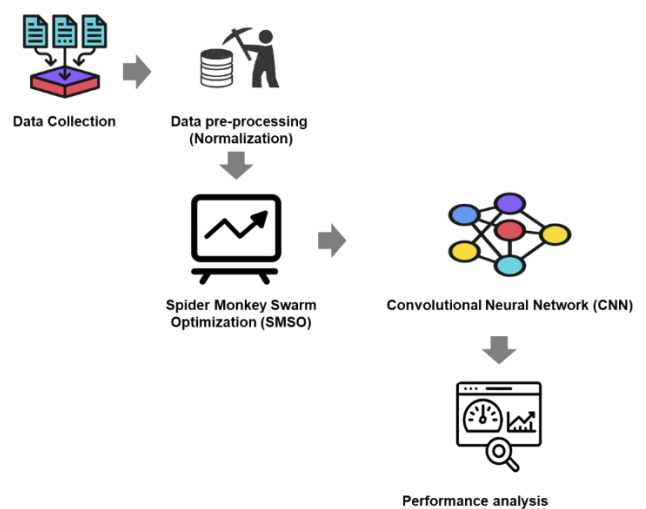 Data Collection
Data pre-processing
(Normalization)
Spider Monkey Swarm
Optimization (SMSO)
Convolutional Neural Network (CNN)
Performance analysis